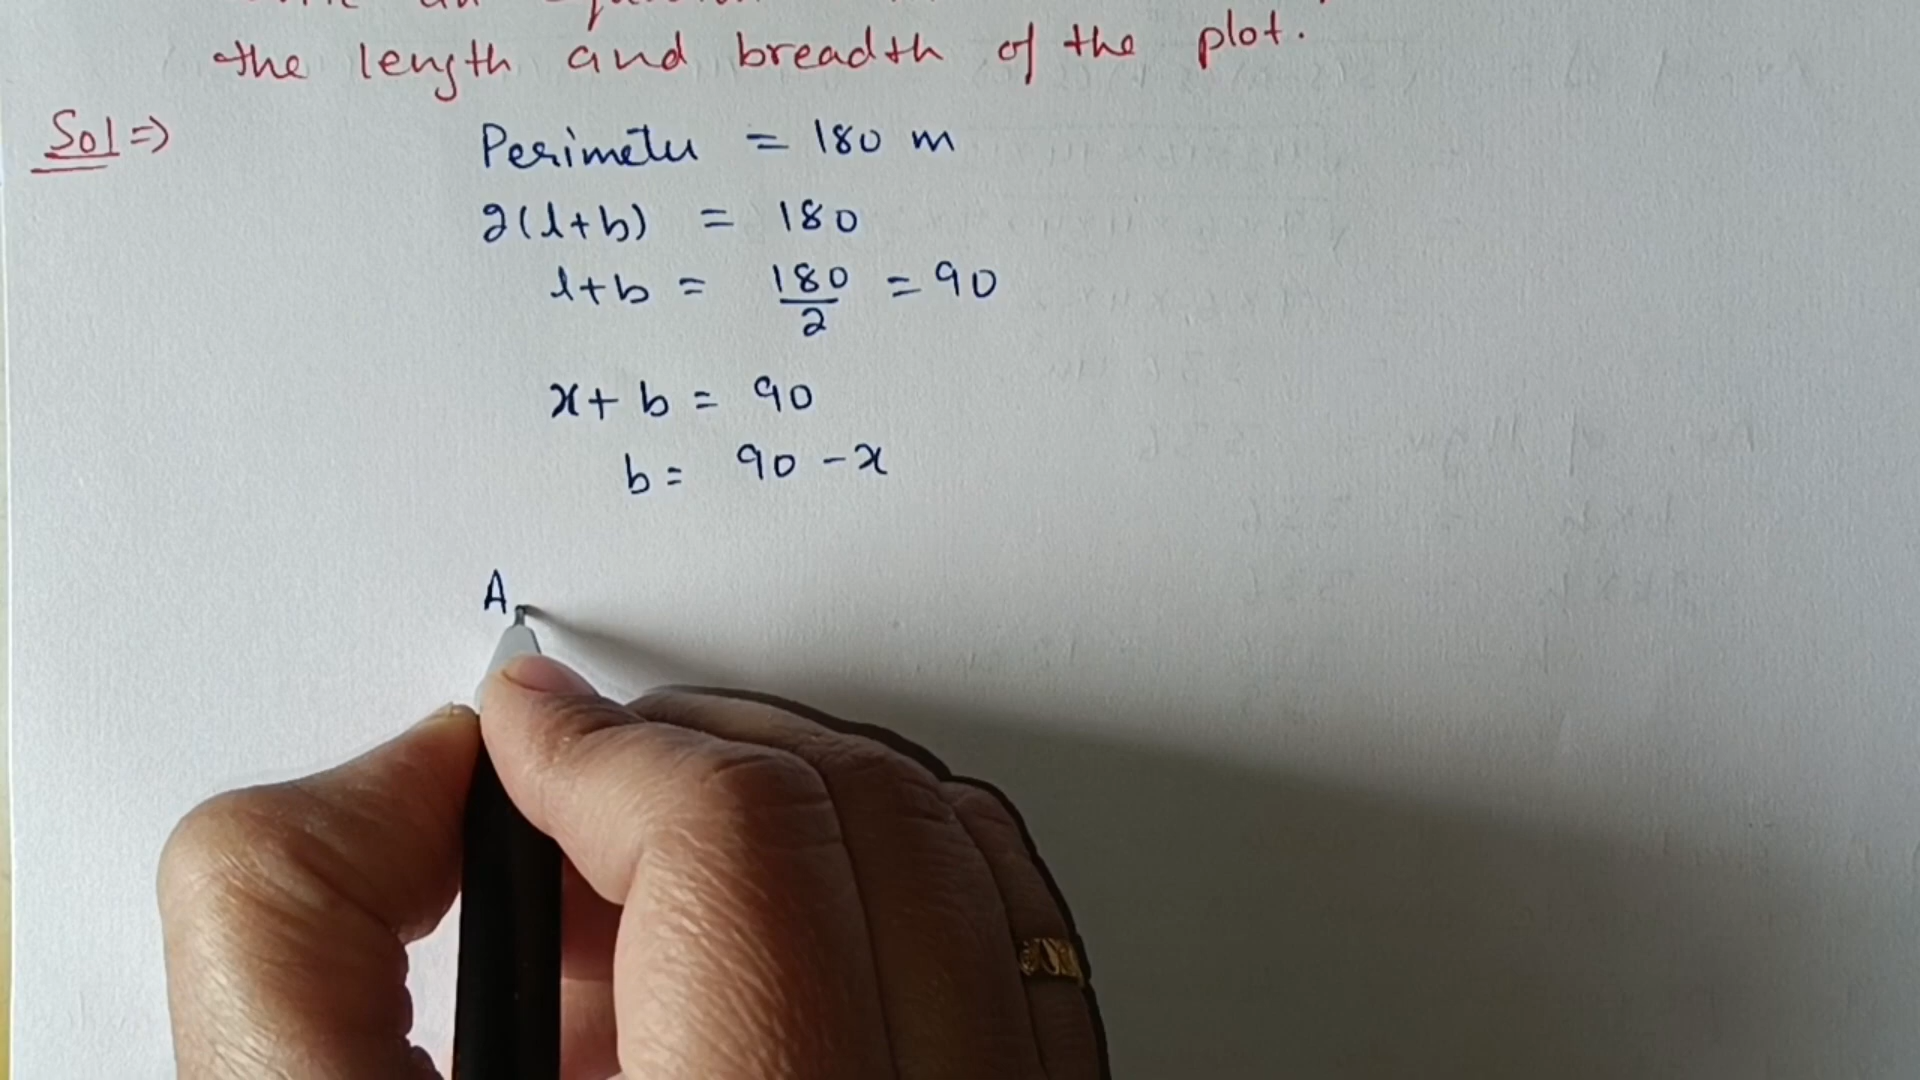 the length and breadth of the plot.
Sol⇒ Perimeter = 180 m
2(l+b) = 180
l+b = 180/2 = 90
x+ b = 90
b = 90 - x
A